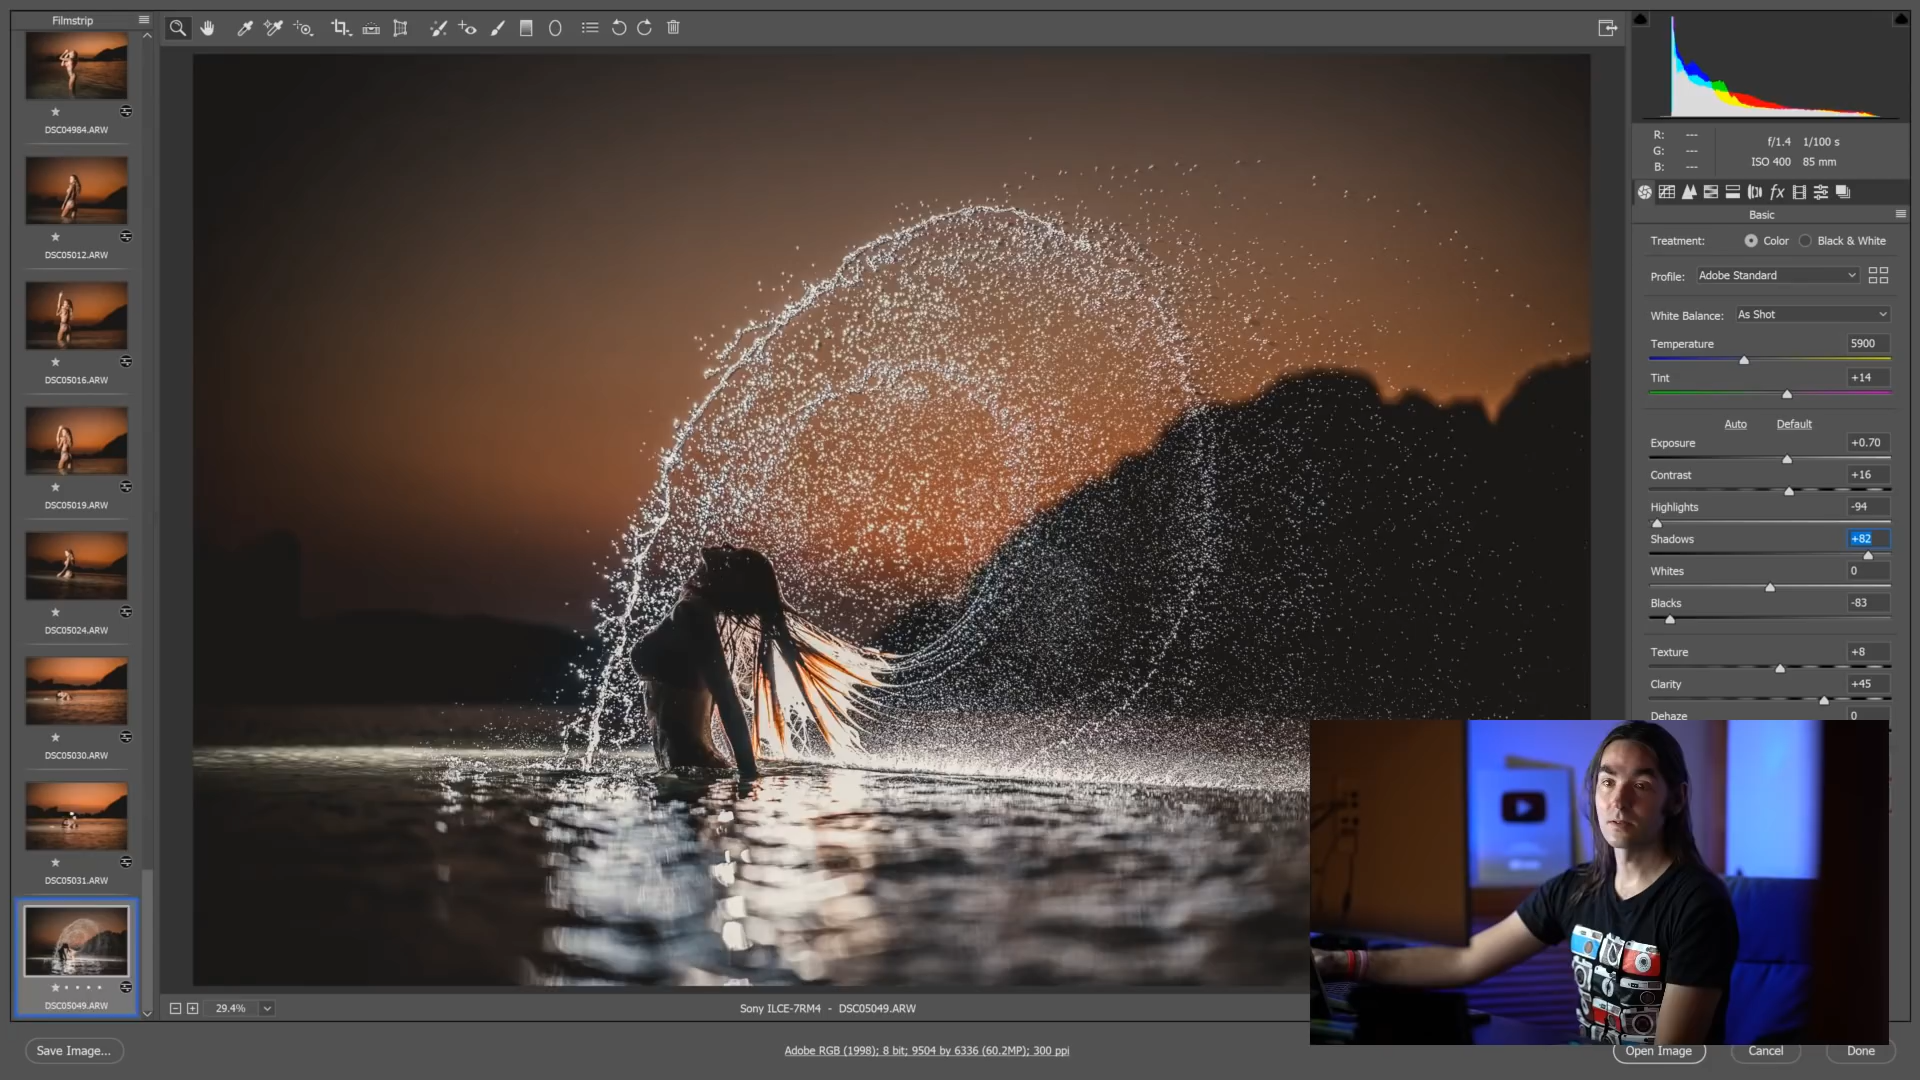 Filmstrip
DSC04984.ARW
DSC05012.ARW
DSC05016.ARW
DSC05019.ARW
DSC05024.ARW
DSC05030.ARW
DSC05031.ARW
DSC05049.ARW
29.4%
Sony ILCE-7RM4 - DSC05049.ARW
Save Image...
Adobe RGB (1998); 8 bit; 9504 by 6336 (60.2MP); 300 ppi
Open Image
Cancel
Done
R: ---
G: ---
B: ---
f/1.4 1/100 s
ISO 400 85 mm
fx
Basic
Treatment: Color Black & White
Profile: Adobe Standard
White Balance: As Shot
Temperature 5900
Tint +14
Auto Default
Exposure +0.70
Contrast +16
Highlights -94
Shadows +82
Whites 0
Blacks -83
Texture +8
Clarity +45
Dehaze 0